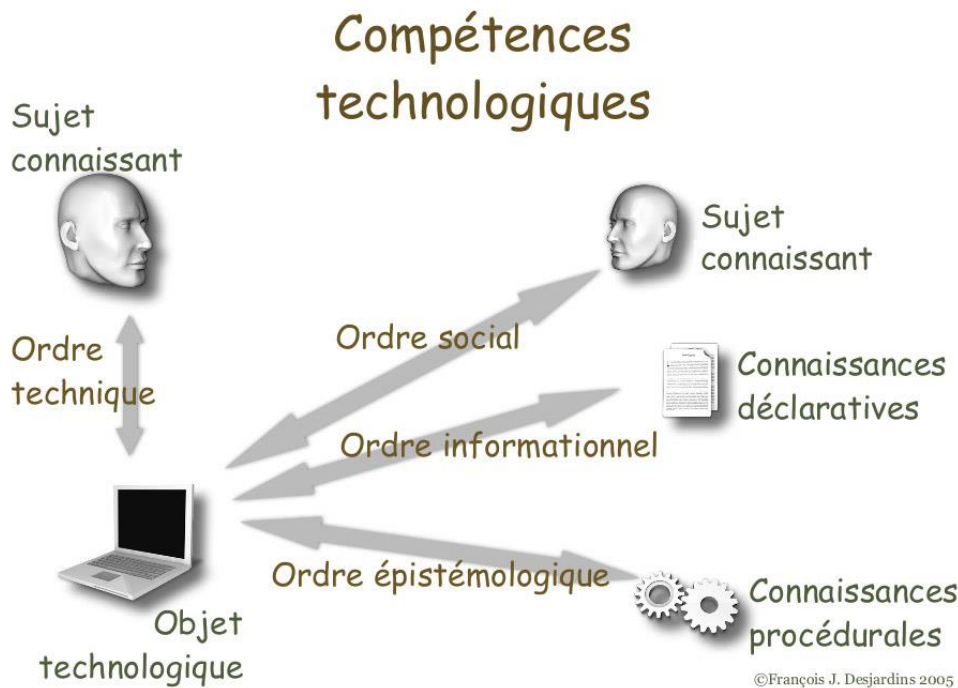 Compétences
technologiques
Sujet
connaissant
Sujet
connaissant
Ordre
technique
Ordre social
Connaissances
déclaratives
Ordre informationnel
Ordre épistémologique
Connaissances
procédurales
Objet
technologique
©François J. Desjardins 2005